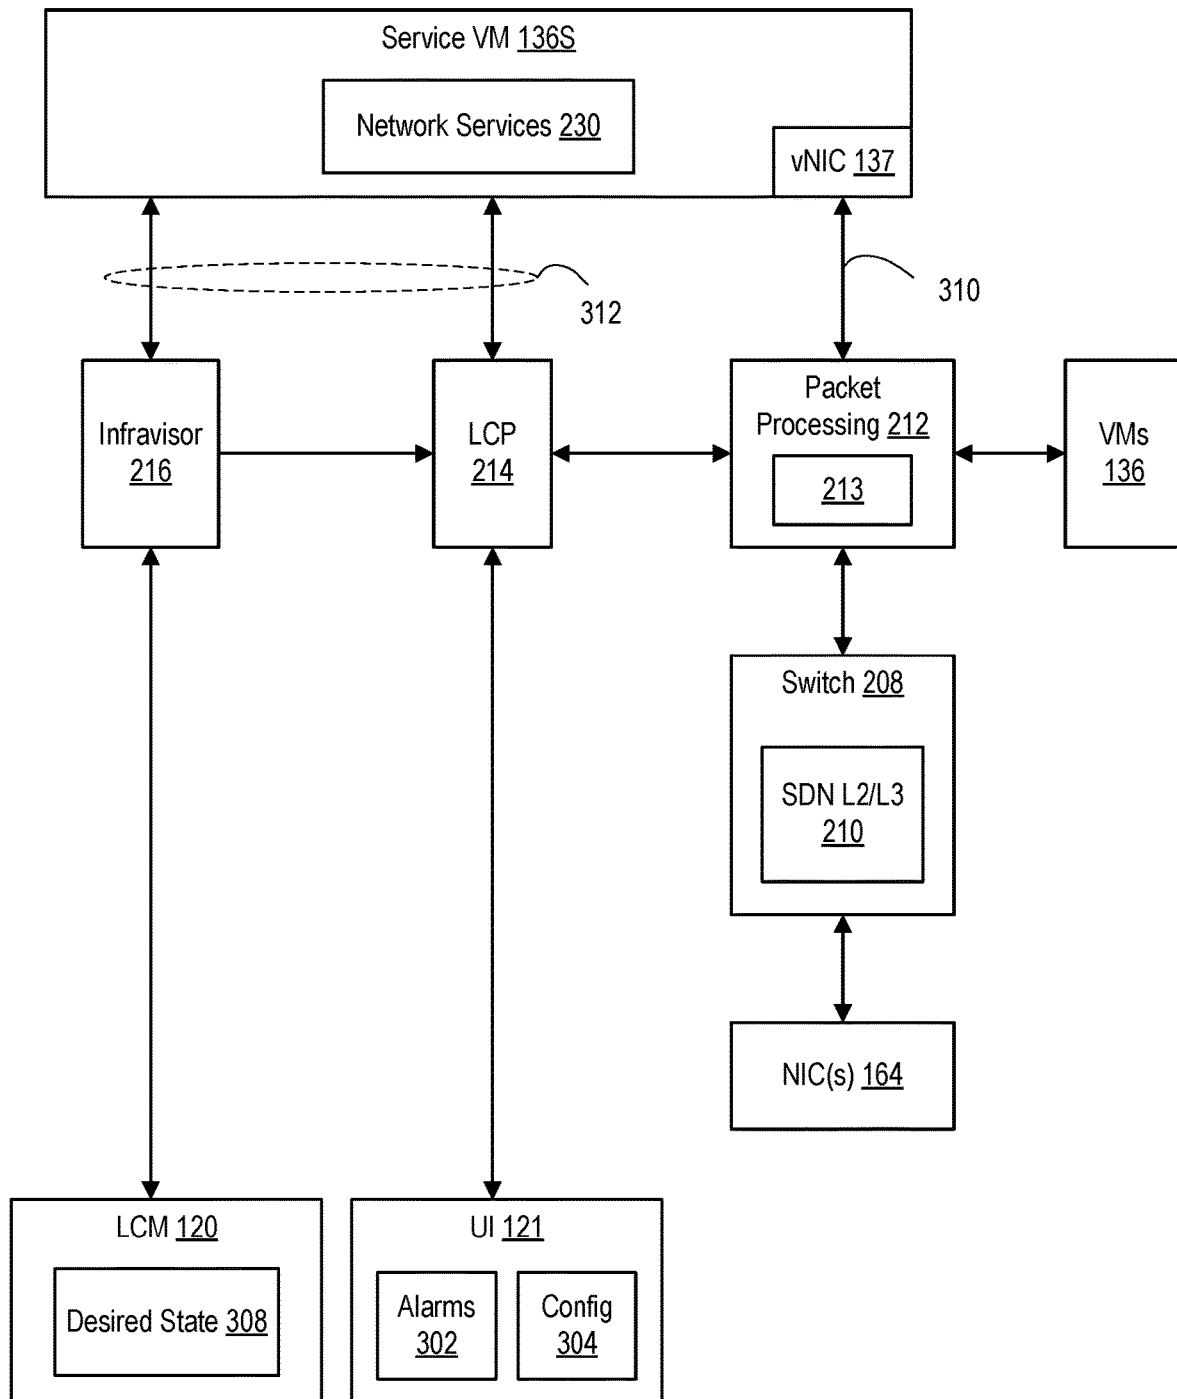 Service VM 136S
Network Services 230
vNIC 137
312
310
Infravisor
216
LCP
214
Packet
Processing 212
213
VMs
136
Switch 208
SDN L2/L3
210
NIC(s) 164
LCM 120
Desired State 308
UI 121
Alarms
302
Config
304